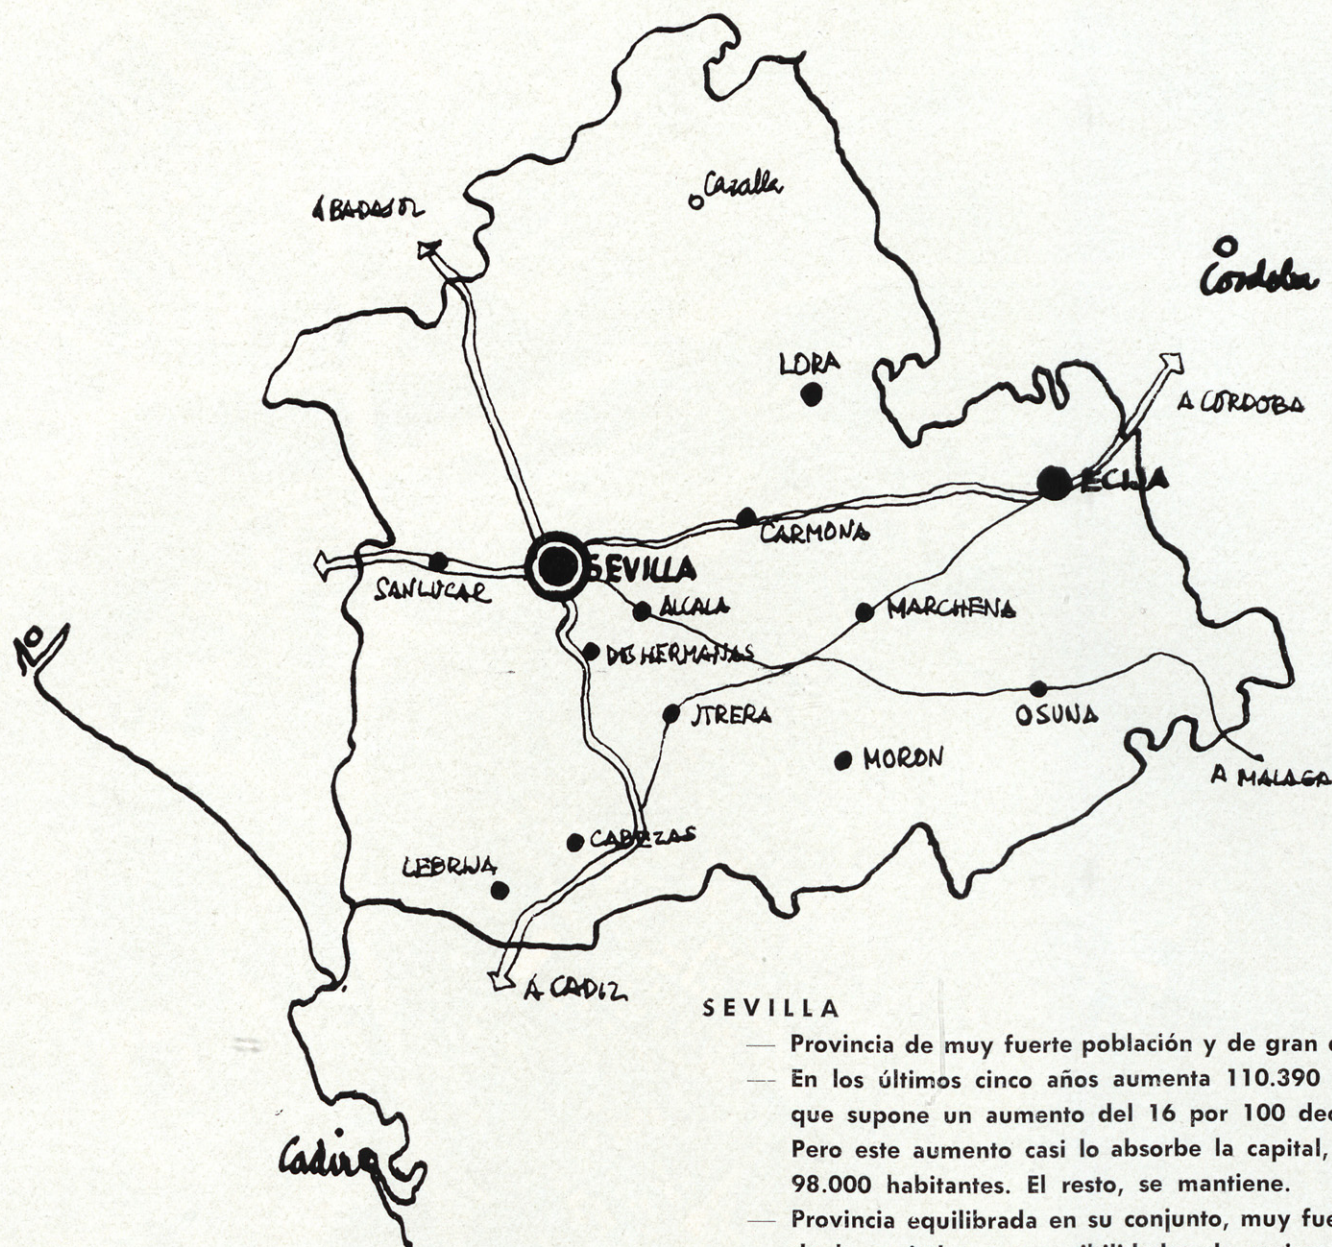 Cazalla
A BADAJOZ
Cordoba
LORA
A CORDOBA
ECIJA
CARMONA
SEVILLA
SANLUCAR
ALCALA
MARCHENA
DOS HERMANAS
UTRERA
OSUNA
MORON
A MALAGA
CABEZAS
LEBRIJA
A CADIZ
Cadiz
SEVILLA
— Provincia de muy fuerte población y de gran
— En los últimos cinco años aumenta 110.390
que supone un aumento del 16 por 100
Pero este aumento casi lo absorbe la capital,
98.000 habitantes. El resto, se mantiene.
— Provincia equilibrada en su conjunto, muy